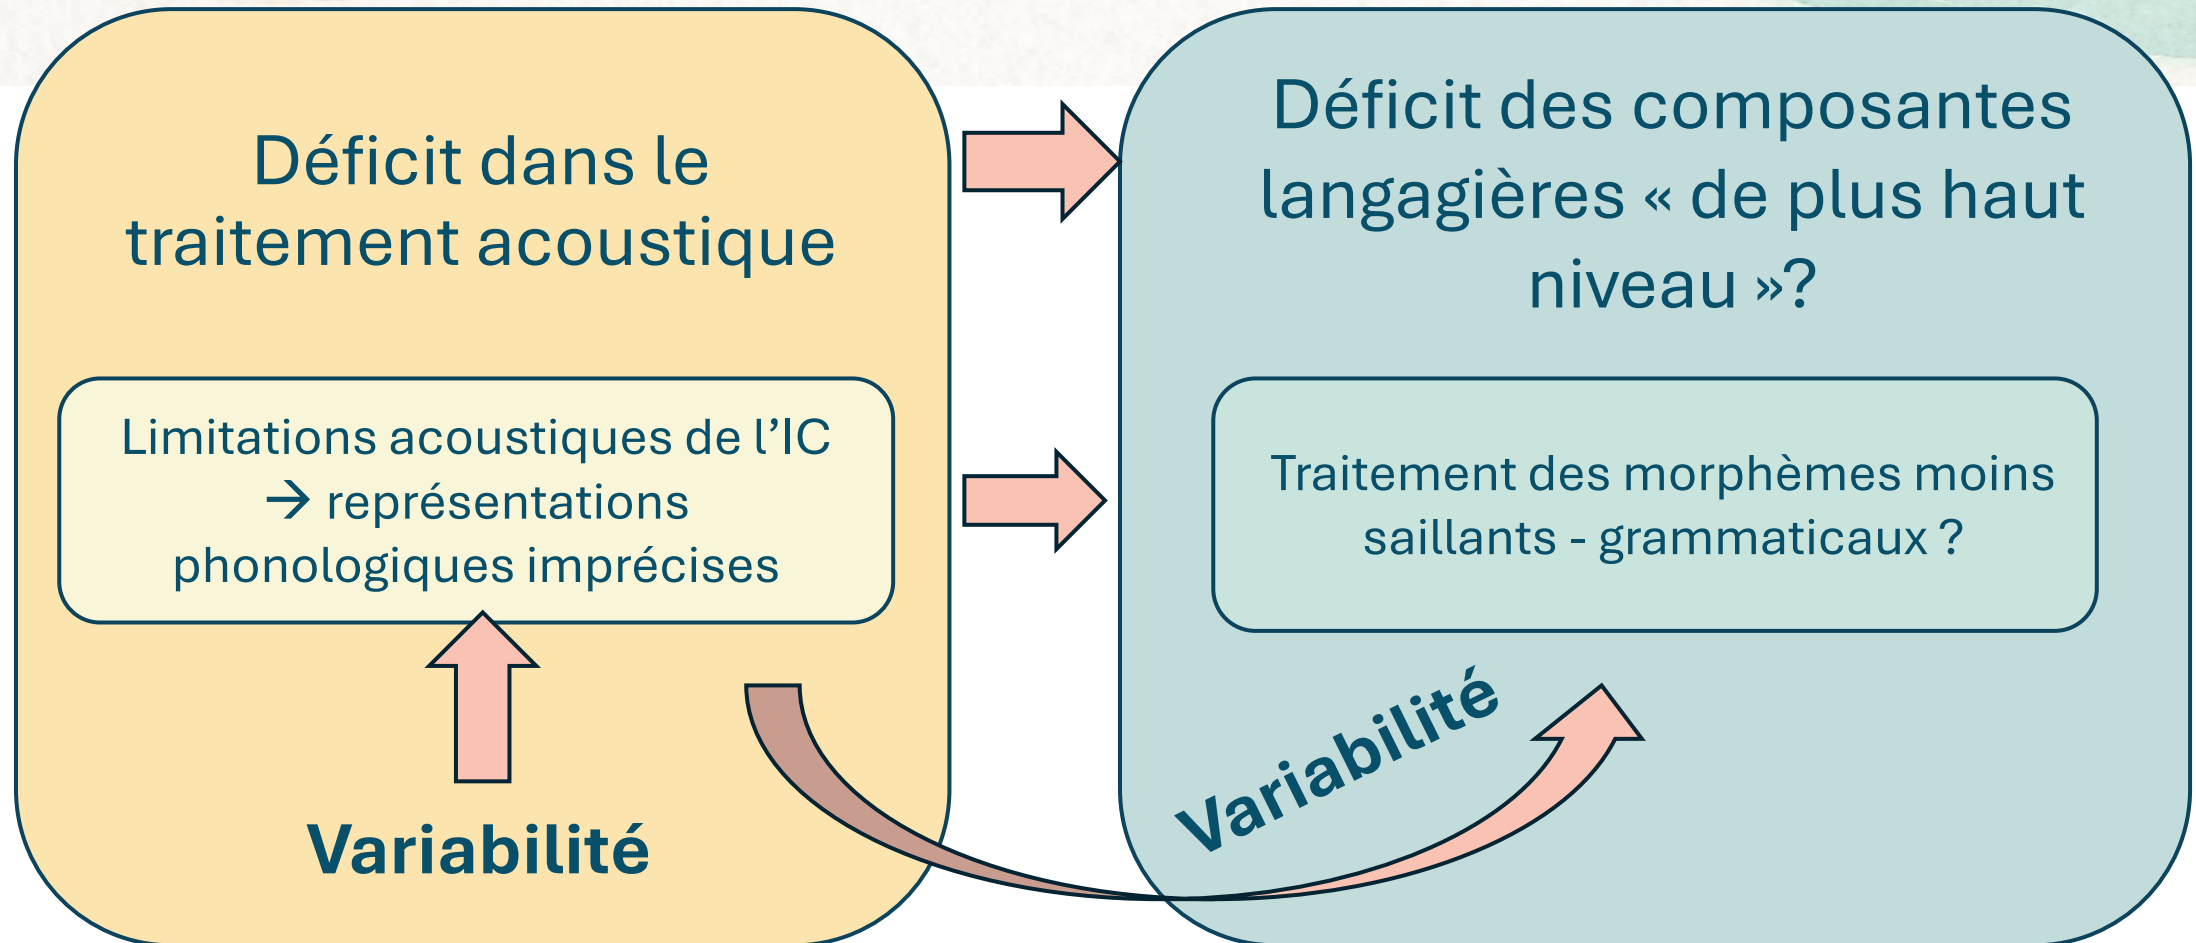 Déficit dans le
traitement acoustique
Limitations acoustiques de l’IC
→ représentations
phonologiques imprécises
Variabilité
Déficit des composantes
langagières « de plus haut
niveau »?
Traitement des morphèmes moins
saillants - grammaticaux ?
Variabilité